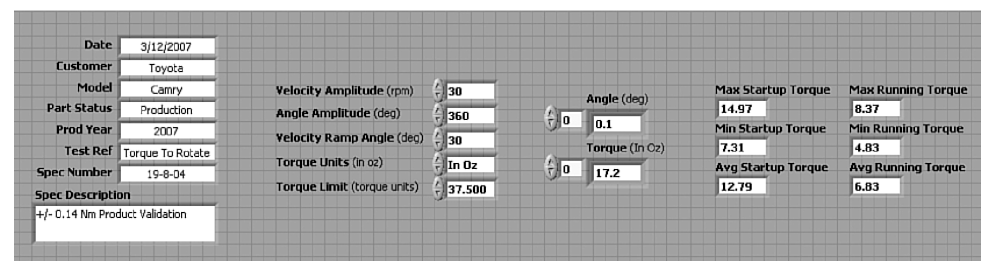 Date 3/12/2007
Customer Toyota
Model Camry
Part Status Production
Prod Year 2007
Test Ref Torque To Rotate
Spec Number 19-8-04
Spec Description
+/- 0.14 Nm Product Validation
Velocity Amplitude (rpm) 30
Angle Amplitude (deg) 360
Velocity Ramp Angle (deg) 30
Torque Units (in oz) In Oz
Torque Limit (torque units) 37.500
Angle (deg)
0 0.1
Torque (In Oz)
0 17.2
Max Startup Torque Max Running Torque
14.97 8.37
Min Startup Torque Min Running Torque
7.31 4.83
Avg Startup Torque Avg Running Torque
12.79 6.83